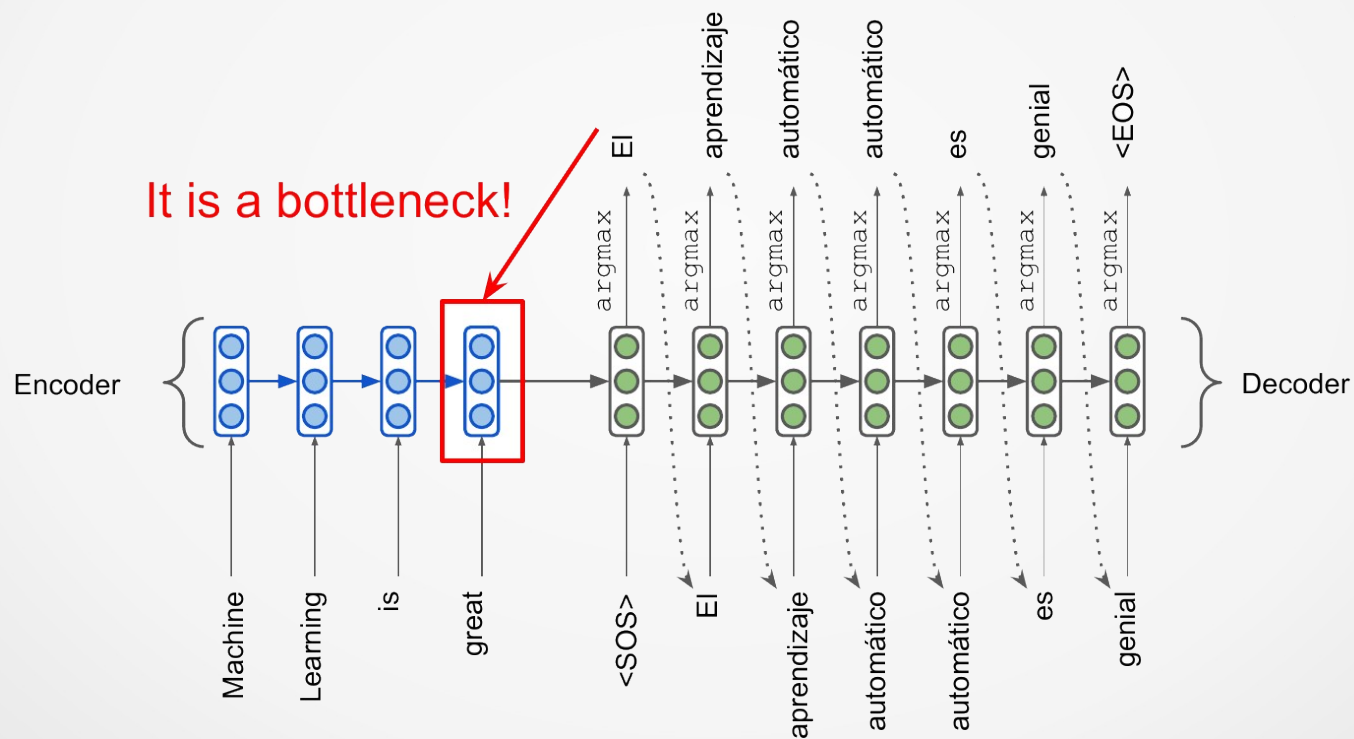 El
aprendizaje
automático
automático
es
genial
<EOS>
It is a bottleneck!
argmax
argmax
argmax
argmax
argmax
argmax
argmax
Encoder
Decoder
Machine
Learning
is
great
<SOS>
El
aprendizaje
automático
automático
es
genial